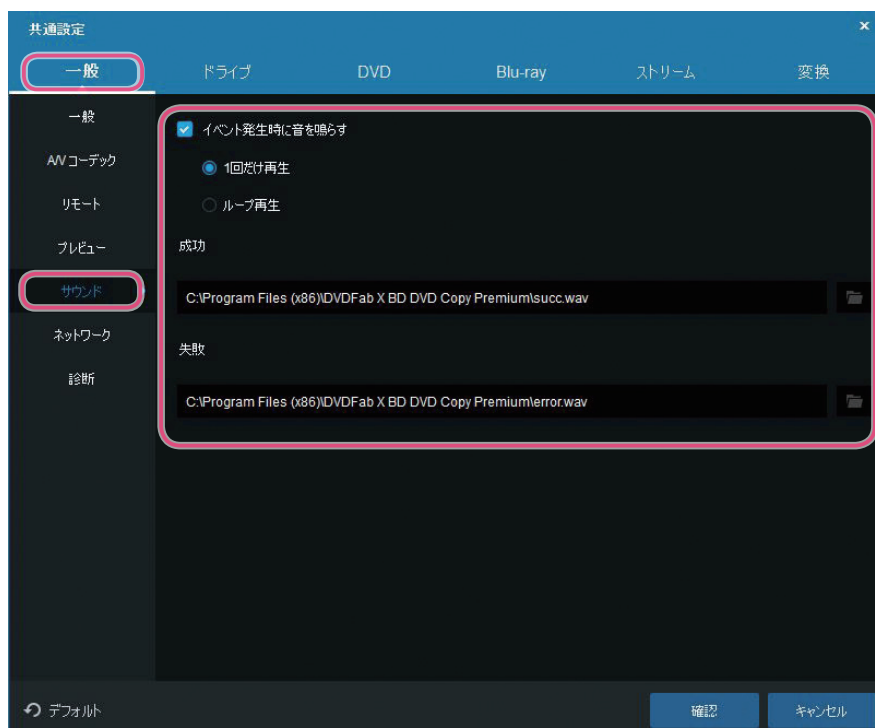 共通設定
一般 ドライブ DVD Blu-ray ストリーム 変換
一般
A/Vコーデック
リモート
プレビュー
サウンド
ネットワーク
診断
イベント発生時に音を鳴らす
1回だけ再生
ループ再生
成功
C:\Program Files (x86)\DVDFab X BD DVD Copy Premium\succ.wav
失敗
C:\Program Files (x86)\DVDFab X BD DVD Copy Premium\error.wav
デフォルト 確認 キャンセル